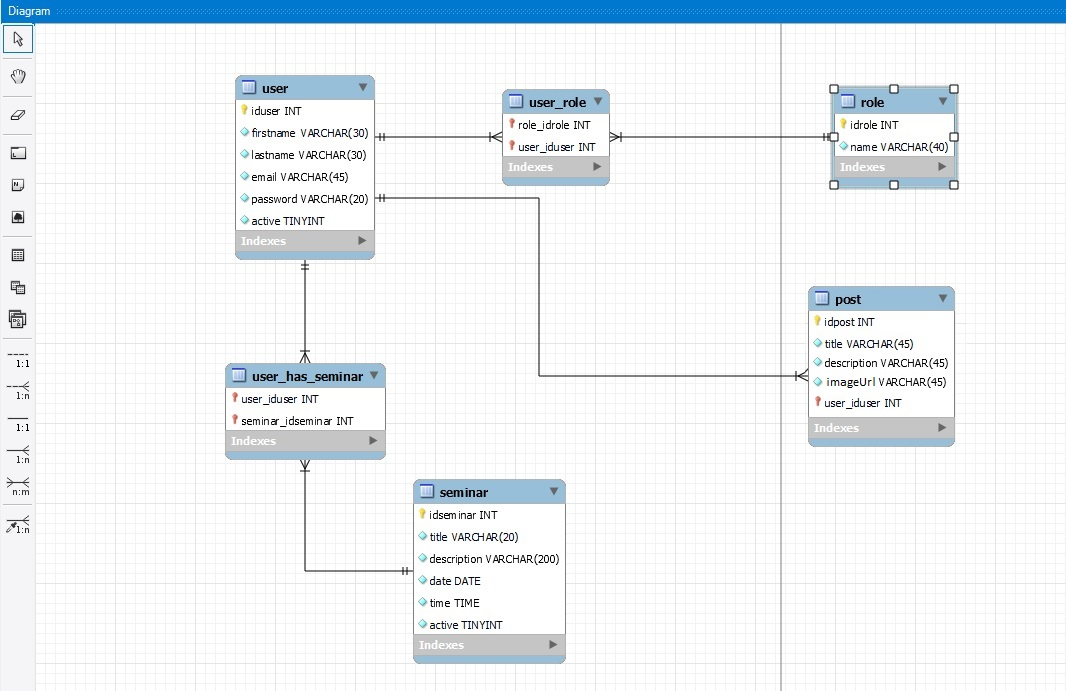 Diagram
user
iduser INT
firstname VARCHAR(30)
lastname VARCHAR(30)
email VARCHAR(45)
password VARCHAR(20)
active TINYINT
Indexes
user_role
role_idrole INT
user_iduser INT
Indexes
role
idrole INT
name VARCHAR(40)
Indexes
post
idpost INT
title VARCHAR(45)
description VARCHAR(45)
imageUrl VARCHAR(45)
user_iduser INT
Indexes
user_has_seminar
user_iduser INT
seminar_idseminar INT
Indexes
seminar
idseminar INT
title VARCHAR(20)
description VARCHAR(200)
date DATE
time TIME
active TINYINT
Indexes
1:1
1:n
1:1
1:n
n:m
1:n